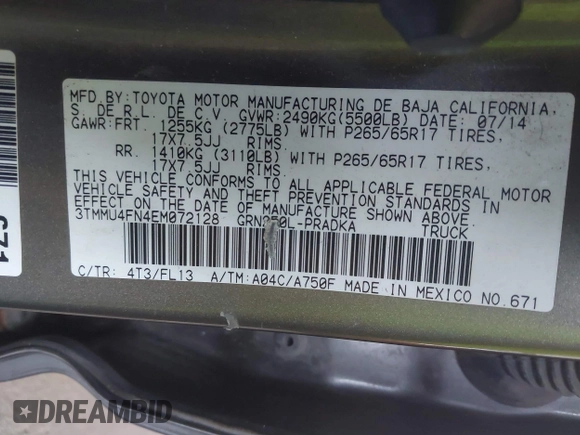 MFD.BY:TOYOTA MOTOR MANUFACTURING DE BAJA CALIFORNIA,
S. DE R.L. DE C.V. GVWR:2490KG(5500LB) DATE: 07/14
GAWR:FRT. 1255KG (2775LB) WITH P265/65R17 TIRES,
17X7.5JJ RIMS
RR. 1410KG (3110LB) WITH P265/65R17 TIRES,
17X7.5JJ RIMS
THIS VEHICLE CONFORMS TO ALL APPLICABLE FEDERAL MOTOR
VEHICLE SAFETY AND THEFT PREVENTION STANDARDS IN
EFFECT ON THE DATE OF MANUFACTURE SHOWN ABOVE.
3TMMU4FN4EM072128 TRUCK
C/TR: 4T3/FL13 A/TM:A04C/A750F MADE IN MEXICO NO.671
671
DREAMBID